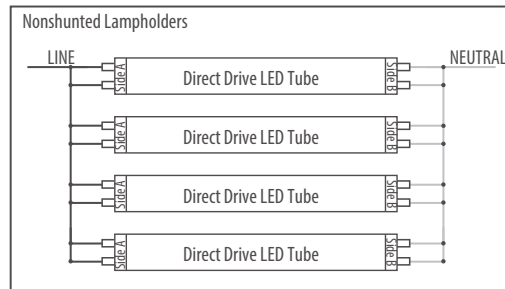 Nonshunted Lampholders
LINE NEUTRAL
Side A Direct Drive LED Tube Side B
Side A Direct Drive LED Tube Side B
Side A Direct Drive LED Tube Side B
Side A Direct Drive LED Tube Side B